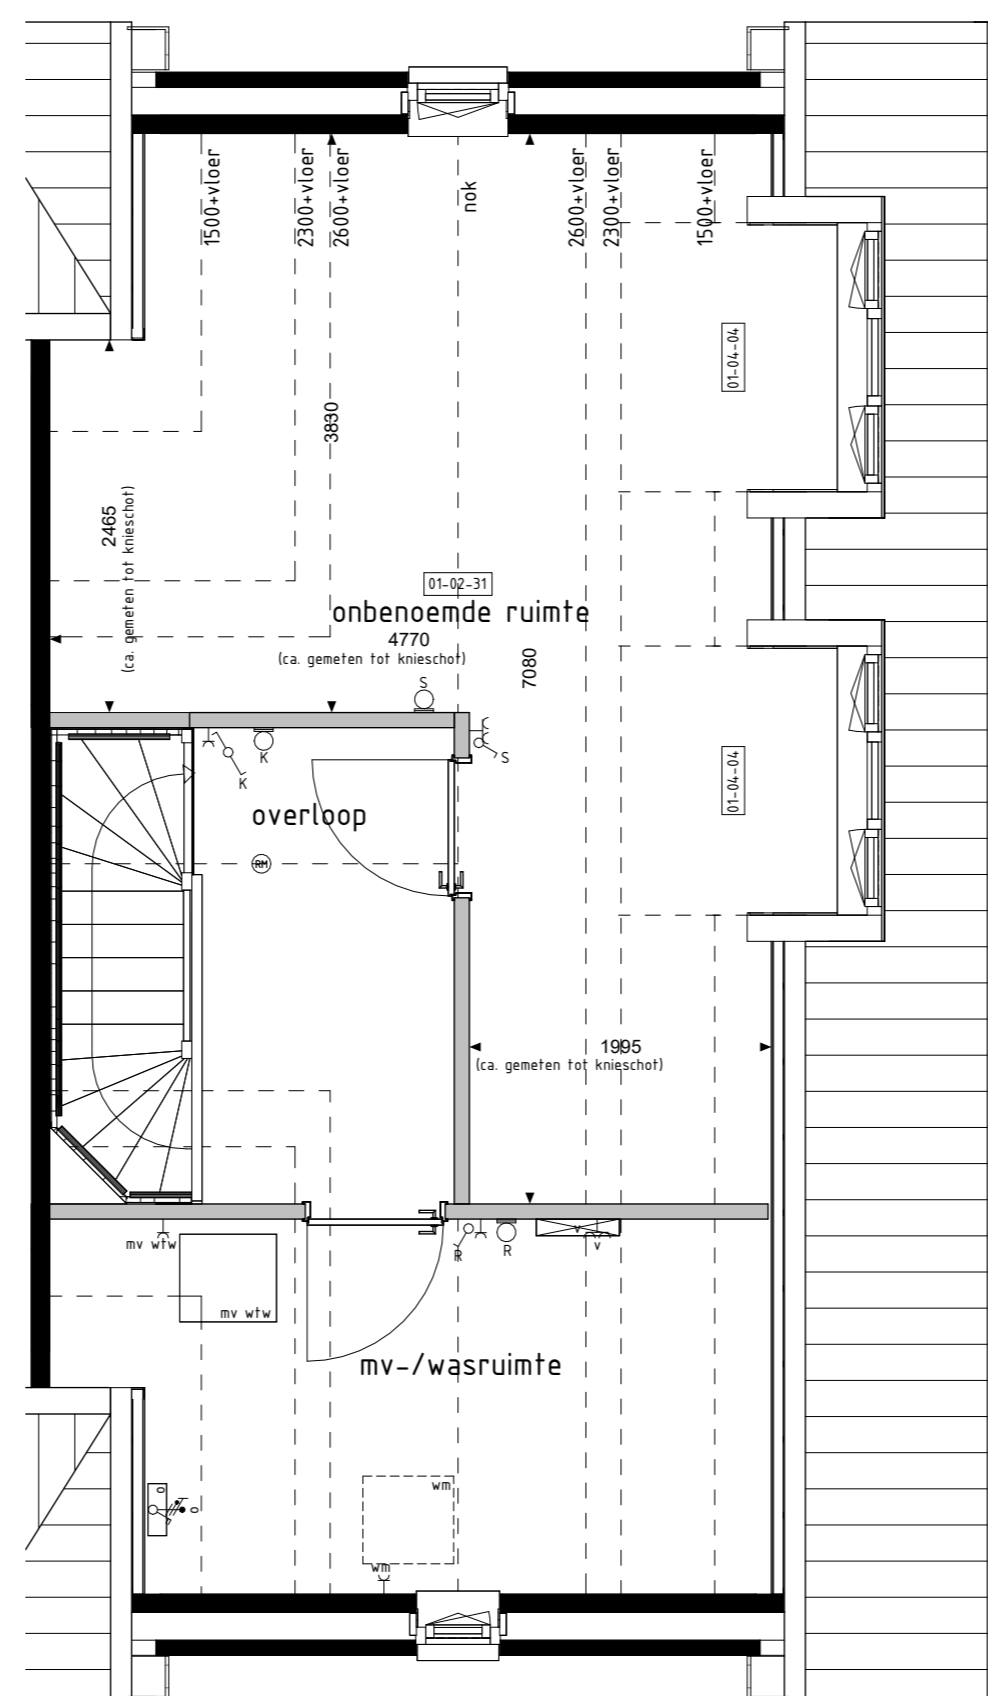 1500+vloer
2300+vloer
2600+vloer
nok
2600+vloer
2300+vloer
1500+vloer
01-04-04
3830
2465
(ca. gemeten tot knieschot)
01-02-31
onbenoemde ruimte
4770
(ca. gemeten tot knieschot)
7080
S
K
K
S
overloop
01-04-04
RM
1995
(ca. gemeten tot knieschot)
mv wtw
mv wtw
R
R
v
v
mv-/wasruimte
wm
wm
o
o